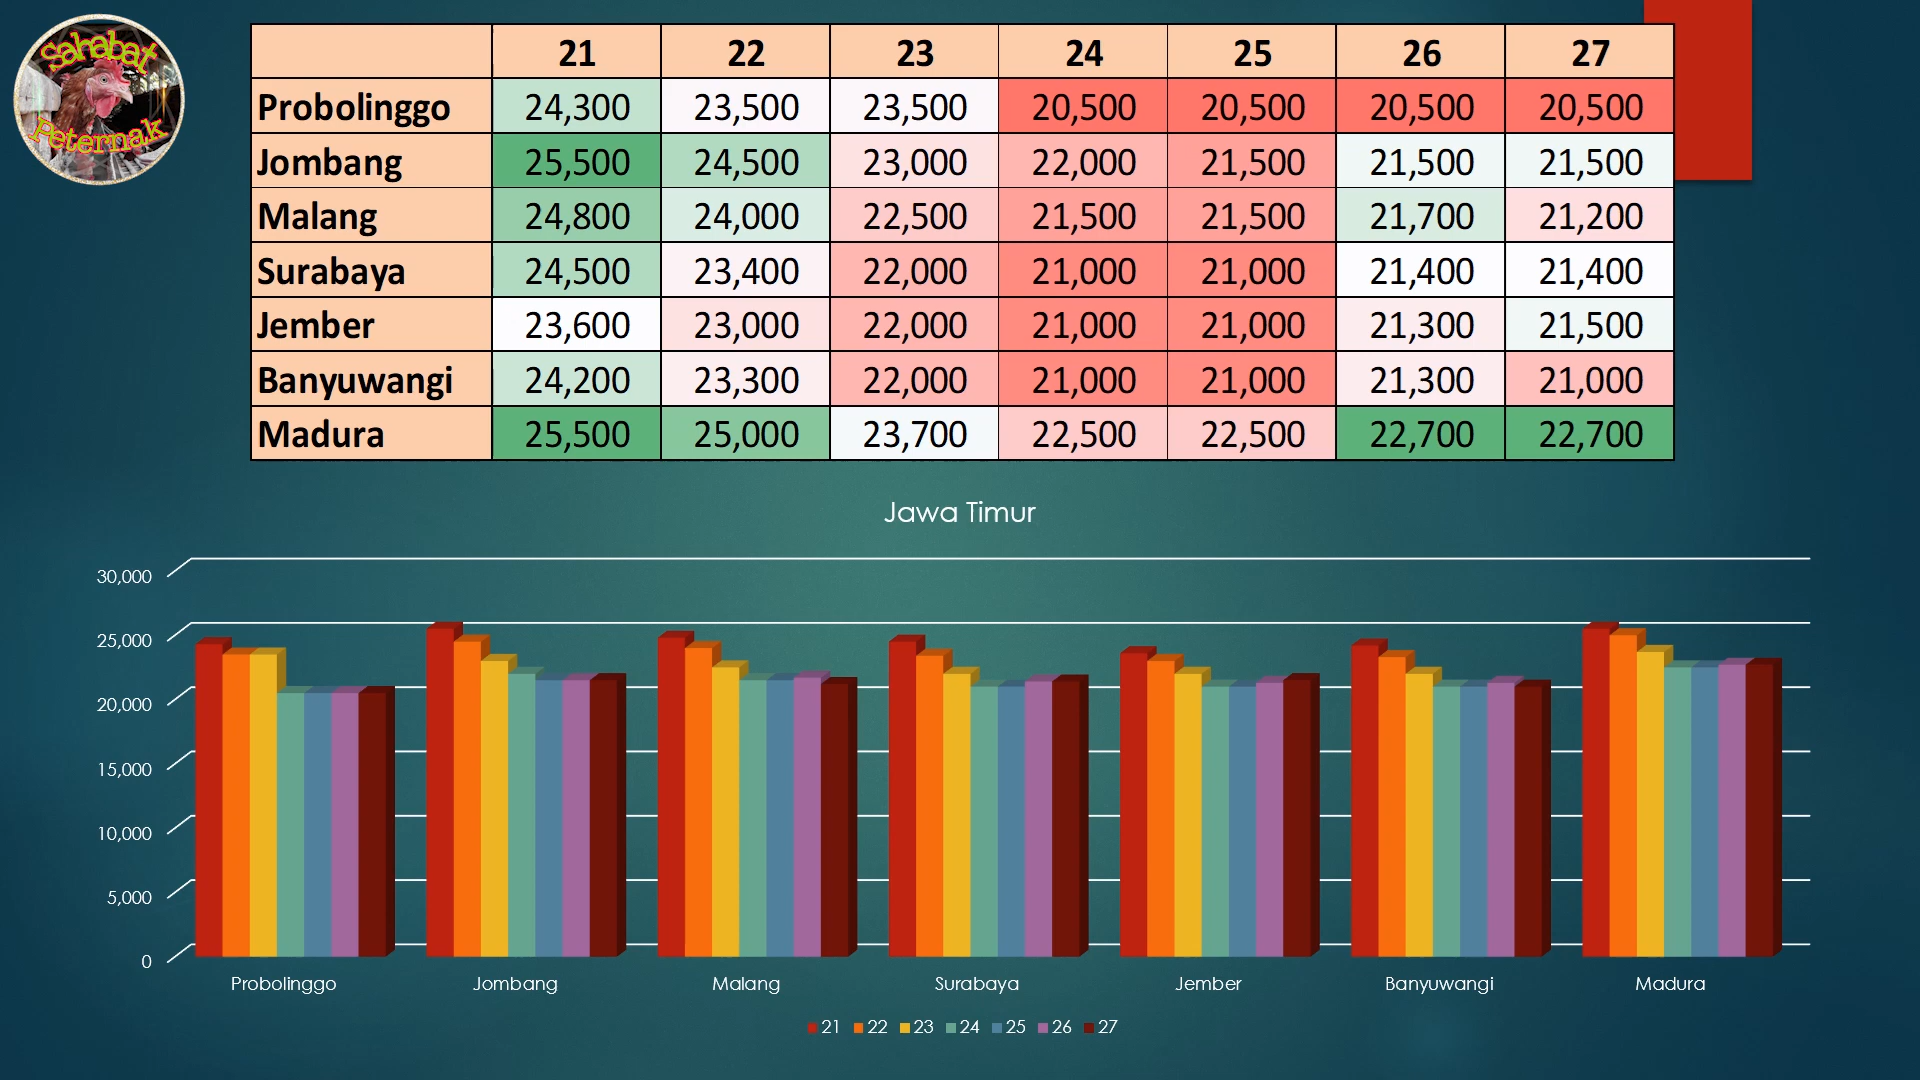 Sahabat
Peternak
21 22 23 24 25 26 27
Probolinggo 24,300 23,500 23,500 20,500 20,500 20,500 20,500
Jombang 25,500 24,500 23,000 22,000 21,500 21,500 21,500
Malang 24,800 24,000 22,500 21,500 21,500 21,700 21,200
Surabaya 24,500 23,400 22,000 21,000 21,000 21,400 21,400
Jember 23,600 23,000 22,000 21,000 21,000 21,300 21,500
Banyuwangi 24,200 23,300 22,000 21,000 21,000 21,300 21,000
Madura 25,500 25,000 23,700 22,500 22,500 22,700 22,700
Jawa Timur
30,000
25,000
20,000
15,000
10,000
5,000
0
Probolinggo Jombang Malang Surabaya Jember Banyuwangi Madura
21 22 23 24 25 26 27